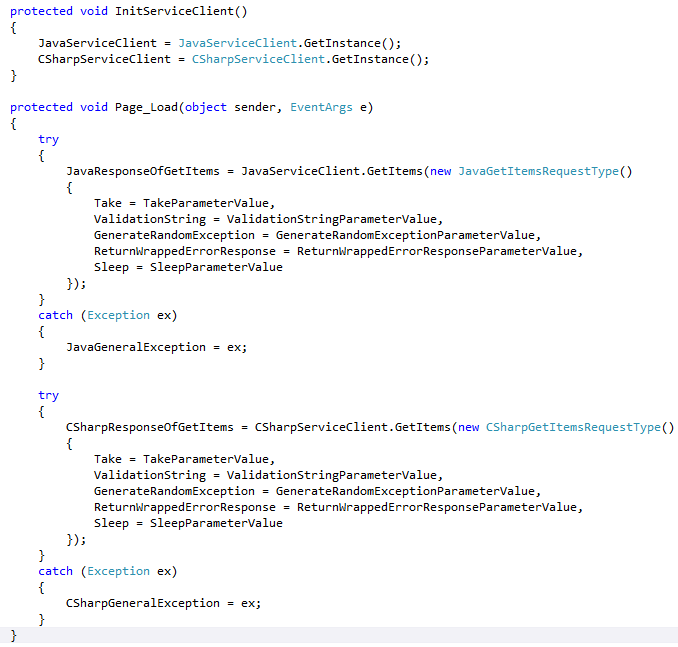 protected void InitServiceClient()
{
    JavaServiceClient = JavaServiceClient.GetInstance();
    CSharpServiceClient = CSharpServiceClient.GetInstance();
}

protected void Page_Load(object sender, EventArgs e)
{
    try
    {
        JavaResponseOfGetItems = JavaServiceClient.GetItems(new JavaGetItemsRequestType()
        {
            Take = TakeParameterValue,
            ValidationString = ValidationStringParameterValue,
            GenerateRandomException = GenerateRandomExceptionParameterValue,
            ReturnWrappedErrorResponse = ReturnWrappedErrorResponseParameterValue,
            Sleep = SleepParameterValue
        });
    }
    catch (Exception ex)
    {
        JavaGeneralException = ex;
    }

    try
    {
        CSharpResponseOfGetItems = CSharpServiceClient.GetItems(new CSharpGetItemsRequestType()
        {
            Take = TakeParameterValue,
            ValidationString = ValidationStringParameterValue,
            GenerateRandomException = GenerateRandomExceptionParameterValue,
            ReturnWrappedErrorResponse = ReturnWrappedErrorResponseParameterValue,
            Sleep = SleepParameterValue
        });
    }
    catch (Exception ex)
    {
        CSharpGeneralException = ex;
    }
}